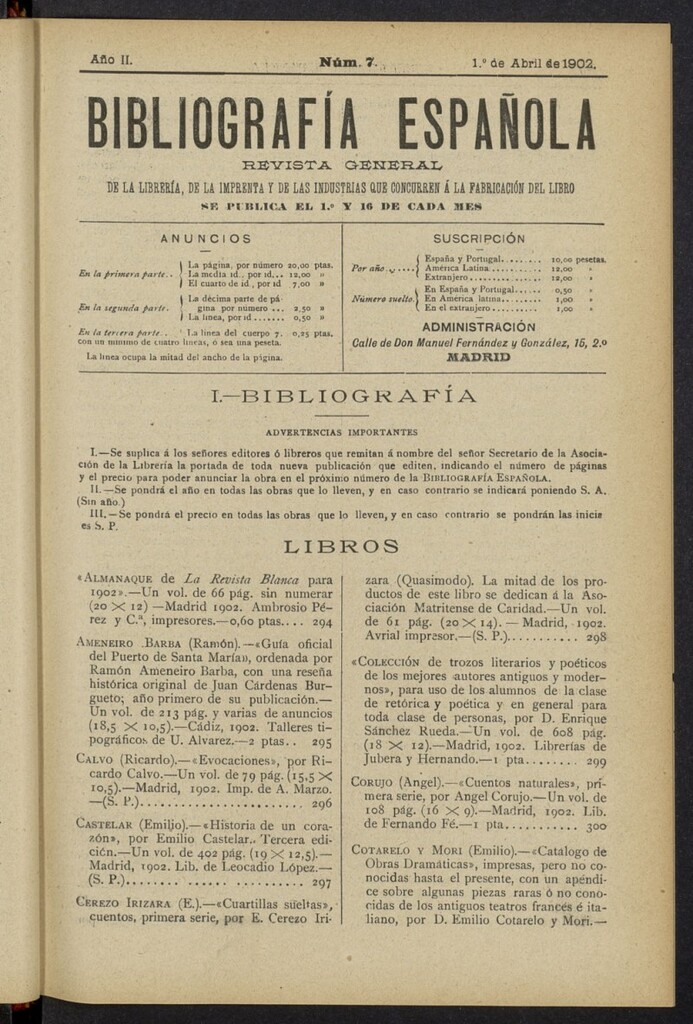 Año II.
Núm. 7.
1.º de Abril de 1902.
BIBLIOGRAFÍA ESPAÑOLA
REVISTA GENERAL
DE LA LIBRERÍA, DE LA IMPRENTA Y DE LAS INDUSTRIAS QUE CONCURREN Á LA FABRICACIÓN DEL LIBRO
SE PUBLICA EL 1.º Y 16 DE CADA MES
ANUNCIOS
En la primera parte..
La página, por número 20,00 ptas.
La media id., por id... 12,00 »
El cuarto de id., por id 7,00 »
En la segunda parte.
La décima parte de pá-
gina por número ... 2,50 »
La línea, por id....... 0,50 »
En la tercera parte.. La línea del cuerpo 7. 0,25 ptas.
con un mínimo de cuatro líneas, ó sea una peseta.
La línea ocupa la mitad del ancho de la página.
SUSCRIPCIÓN
Por año......
España y Portugal........ 10,00 pesetas.
América Latina........... 12,00 »
Extranjero............... 12,00 »
Número suelto.
En España y Portugal..... 0,50 »
En América latina........ 1,00 »
En el extranjero......... 1,00 »
ADMINISTRACIÓN
Calle de Don Manuel Fernández y González, 15, 2.º
MADRID
I.—BIBLIOGRAFÍA
ADVERTENCIAS IMPORTANTES
I.—Se suplica á los señores editores ó libreros que remitan á nombre del señor Secretario de la Asocia-
ción de la Librería la portada de toda nueva publicación que editen, indicando el número de páginas
y el precio para poder anunciar la obra en el próximo número de la BIBLIOGRAFÍA ESPAÑOLA.
II.—Se pondrá el año en todas las obras que lo lleven, y en caso contrario se indicará poniendo S. A.
(Sin año.)
III.—Se pondrá el precio en todas las obras que lo lleven, y en caso contrario se pondrán las inicia
es S. P.
LIBROS
«ALMANAQUE de La Revista Blanca para
1902».—Un vol. de 66 pág. sin numerar
(20 × 12) —Madrid 1902. Ambrosio Pé-
rez y C.ª, impresores.—0,60 ptas.... 294
AMENEIRO BARBA (Ramón).—«Guía oficial
del Puerto de Santa María», ordenada por
Ramón Ameneiro Barba, con una reseña
histórica original de Juan Cárdenas Bur-
gueto; año primero de su publicación.—
Un vol. de 213 pág. y varias de anuncios
(18,5 × 10,5).—Cádiz, 1902. Talleres ti-
pográficos de U. Alvarez.—2 ptas.. 295
CALVO (Ricardo).—«Evocaciones», por Ri-
cardo Calvo.—Un vol. de 79 pág. (15,5 ×
10,5).—Madrid, 1902. Imp. de A. Marzo.
—(S. P.)........................ 296
CASTELAR (Emilio).—«Historia de un cora-
zón», por Emilio Castelar.. Tercera edi-
ción.—Un vol. de 402 pág. (19 × 12,5).—
Madrid, 1902. Lib. de Leocadio López.—
(S. P.)......................... 297
CEREZO IRIZARA (E.).—«Cuartillas sueltas»,
cuentos, primera serie, por E. Cerezo Iri-
zara (Quasimodo). La mitad de los pro-
ductos de este libro se dedican á la Aso-
ciación Matritense de Caridad.—Un vol.
de 61 pág. (20 × 14). — Madrid, 1902.
Avrial impresor.—(S. P.).......... 298
«COLECCIÓN de trozos literarios y poéticos
de los mejores autores antiguos y moder-
nos», para uso de los alumnos de la clase
de retórica y poética y en general para
toda clase de personas, por D. Enrique
Sánchez Rueda.—Un vol. de 608 pág.
(18 × 12).—Madrid, 1902. Librerías de
Jubera y Hernando.—1 pta........ 299
CORUJO (Angel).—«Cuentos naturales», pri-
mera serie, por Angel Corujo.—Un vol. de
108 pág. (16 × 9).—Madrid, 1902. Lib.
de Fernando Fé.—1 pta........... 300
COTARELO Y MORI (Emilio).—«Catálogo de
Obras Dramáticas», impresas, pero no co-
nocidas hasta el presente, con un apéndi-
ce sobre algunas piezas raras ó no cono-
cidas de los antiguos teatros francés é ita-
liano, por D. Emilio Cotarelo y Mori.—